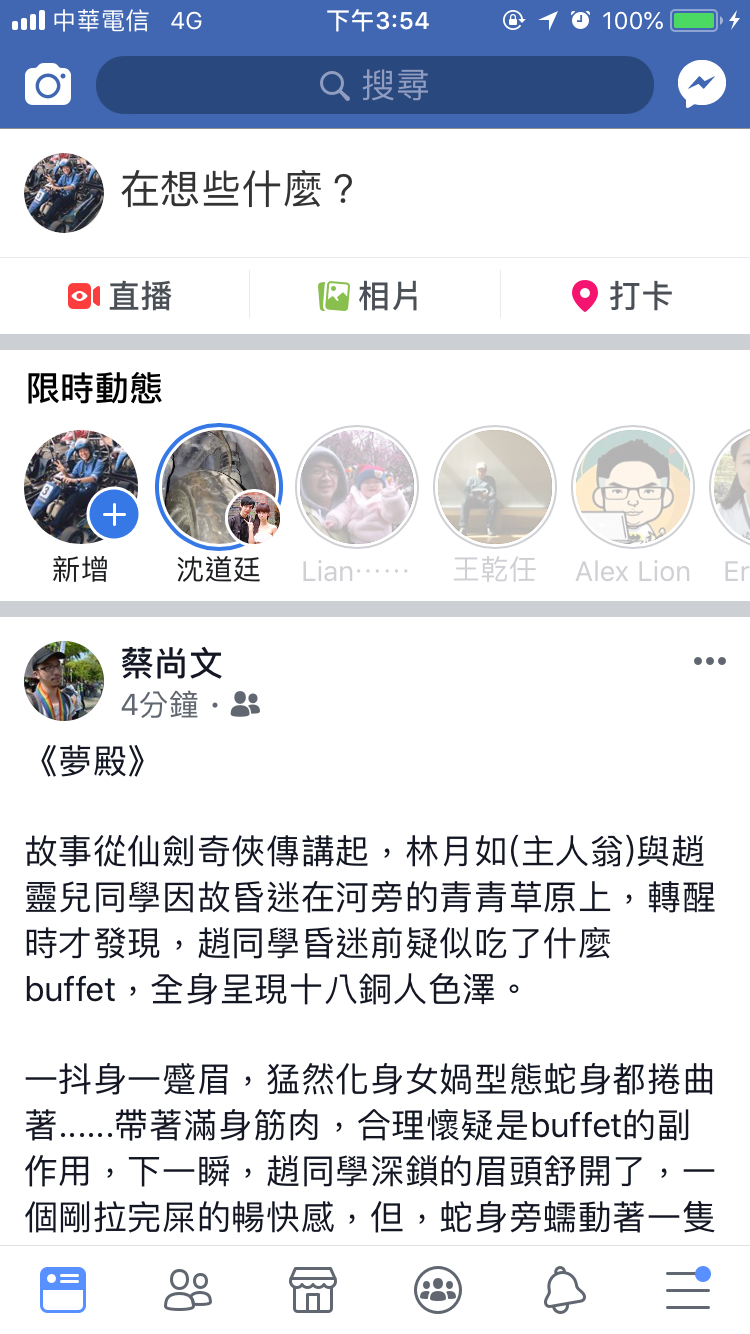 中華電信 4G 下午3:54 100%
搜尋
在想些什麼？
直播 相片 打卡
限時動態
新增 沈道廷 Lian…… 王乾任 Alex Lion Er
蔡尚文
4分鐘・
《夢殿》
故事從仙劍奇俠傳講起，林月如(主人翁)與趙
靈兒同學因故昏迷在河旁的青青草原上，轉醒
時才發現，趙同學昏迷前疑似吃了什麼
buffet，全身呈現十八銅人色澤。
一抖身一蹙眉，猛然化身女媧型態蛇身都捲曲
著......帶著滿身筋肉，合理懷疑是buffet的副
作用，下一瞬，趙同學深鎖的眉頭舒開了，一
個剛拉完屎的暢快感，但，蛇身旁蠕動著一隻